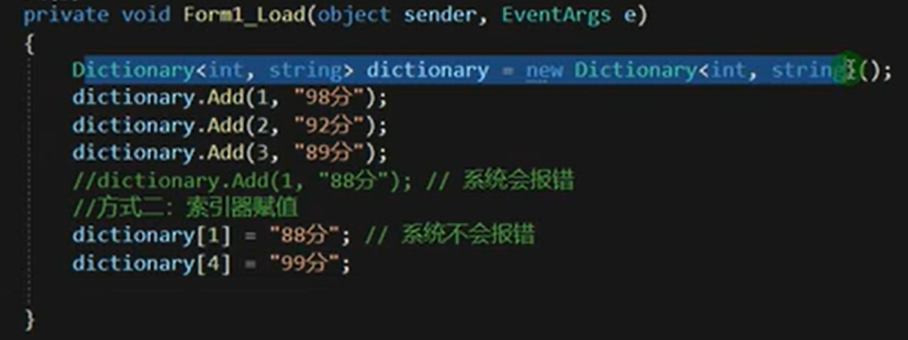 private void Form1_Load(object sender, EventArgs e)
{
Dictionary<int, string> dictionary = new Dictionary<int, string>();
dictionary.Add(1, "98分");
dictionary.Add(2, "92分");
dictionary.Add(3, "89分");
//dictionary.Add(1, "88分"); // 系统会报错
//方式二：索引器赋值
dictionary[1] = "88分"; // 系统不会报错
dictionary[4] = "99分";
}